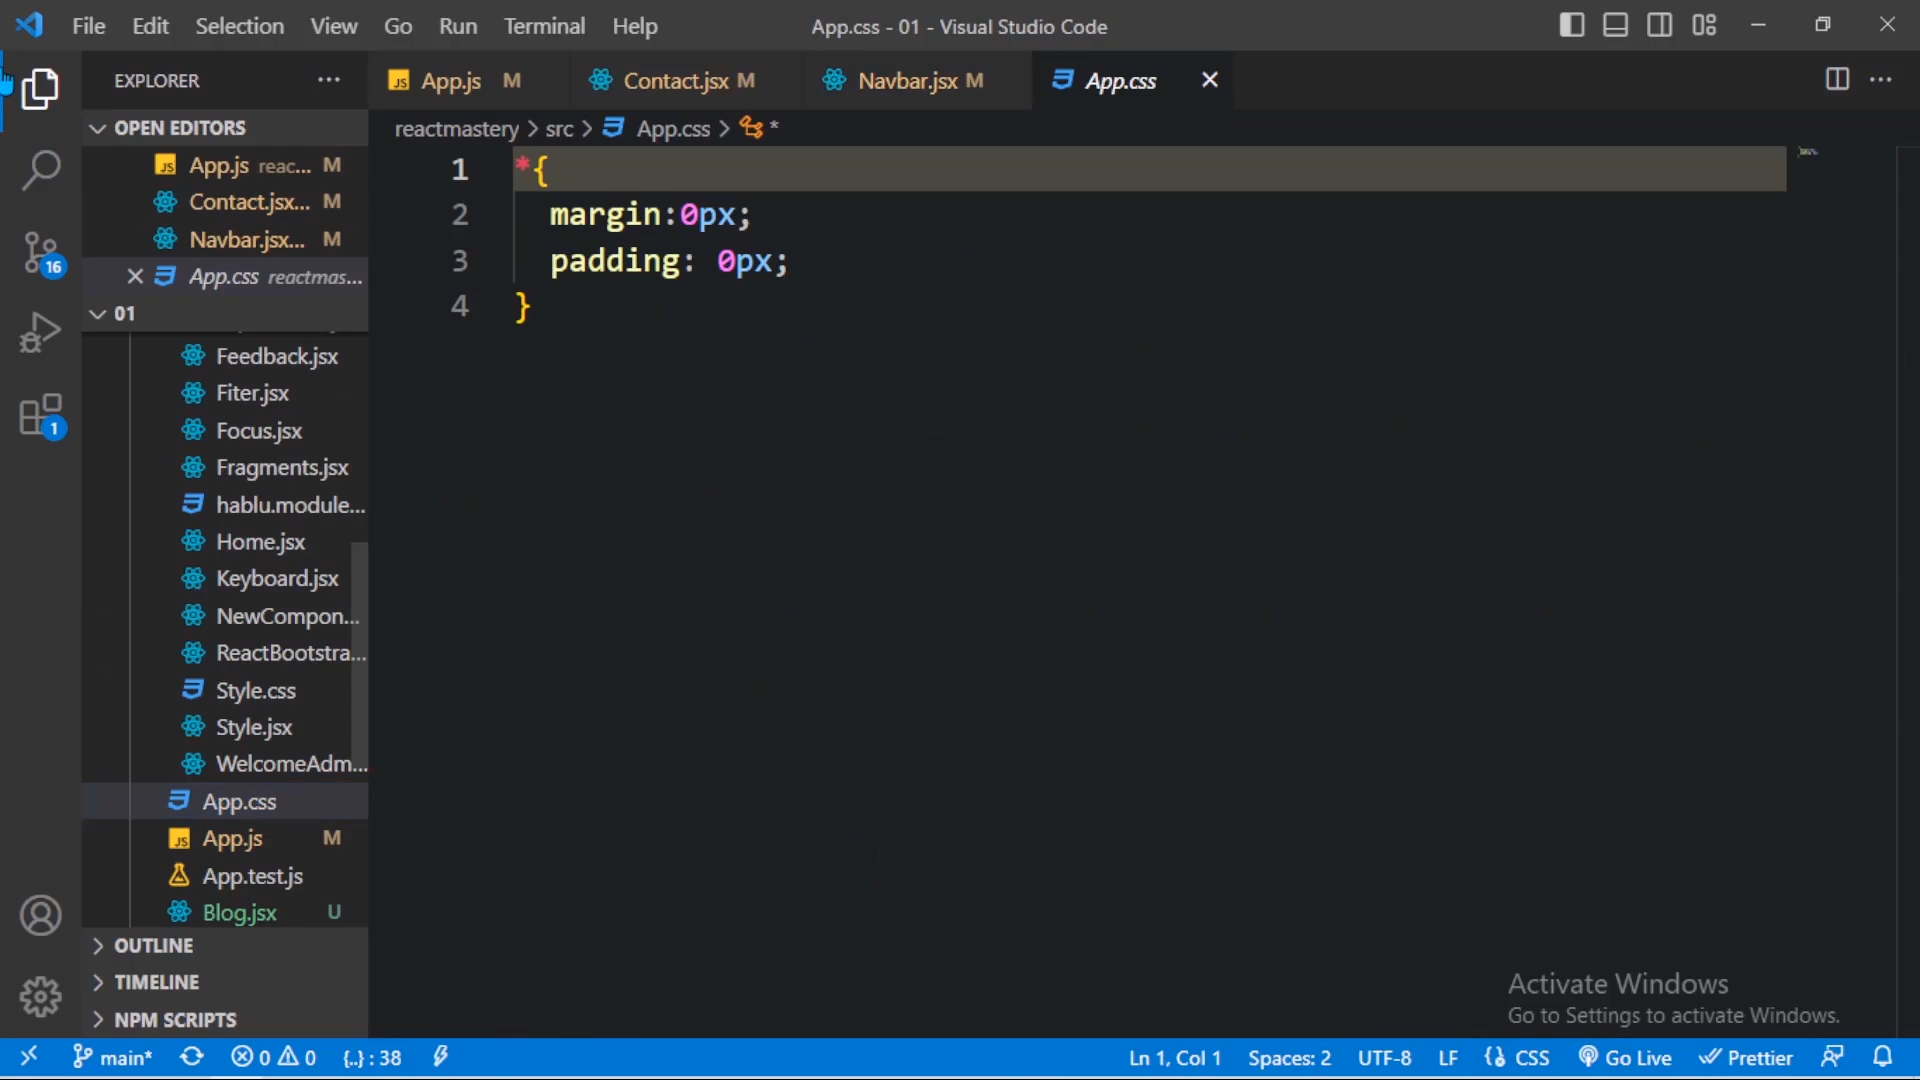 File Edit Selection View Go Run Terminal Help App.css - 01 - Visual Studio Code
EXPLORER ...
JS App.js M Contact.jsx M Navbar.jsx M App.css
OPEN EDITORS
JS App.js reac... M
Contact.jsx... M
Navbar.jsx... M
App.css reactmas...
01
Feedback.jsx
Fiter.jsx
Focus.jsx
Fragments.jsx
hablu.module...
Home.jsx
Keyboard.jsx
NewCompon...
ReactBootstra...
Style.css
Style.jsx
WelcomeAdm...
App.css
JS App.js M
App.test.js
Blog.jsx U
OUTLINE
TIMELINE
NPM SCRIPTS
16
1
reactmastery > src > App.css > *
1 *{
2 margin:0px;
3 padding: 0px;
4 }
Activate Windows
Go to Settings to activate Windows.
main* 0 0 {..} : 38 Ln 1, Col 1 Spaces: 2 UTF-8 LF CSS Go Live Prettier